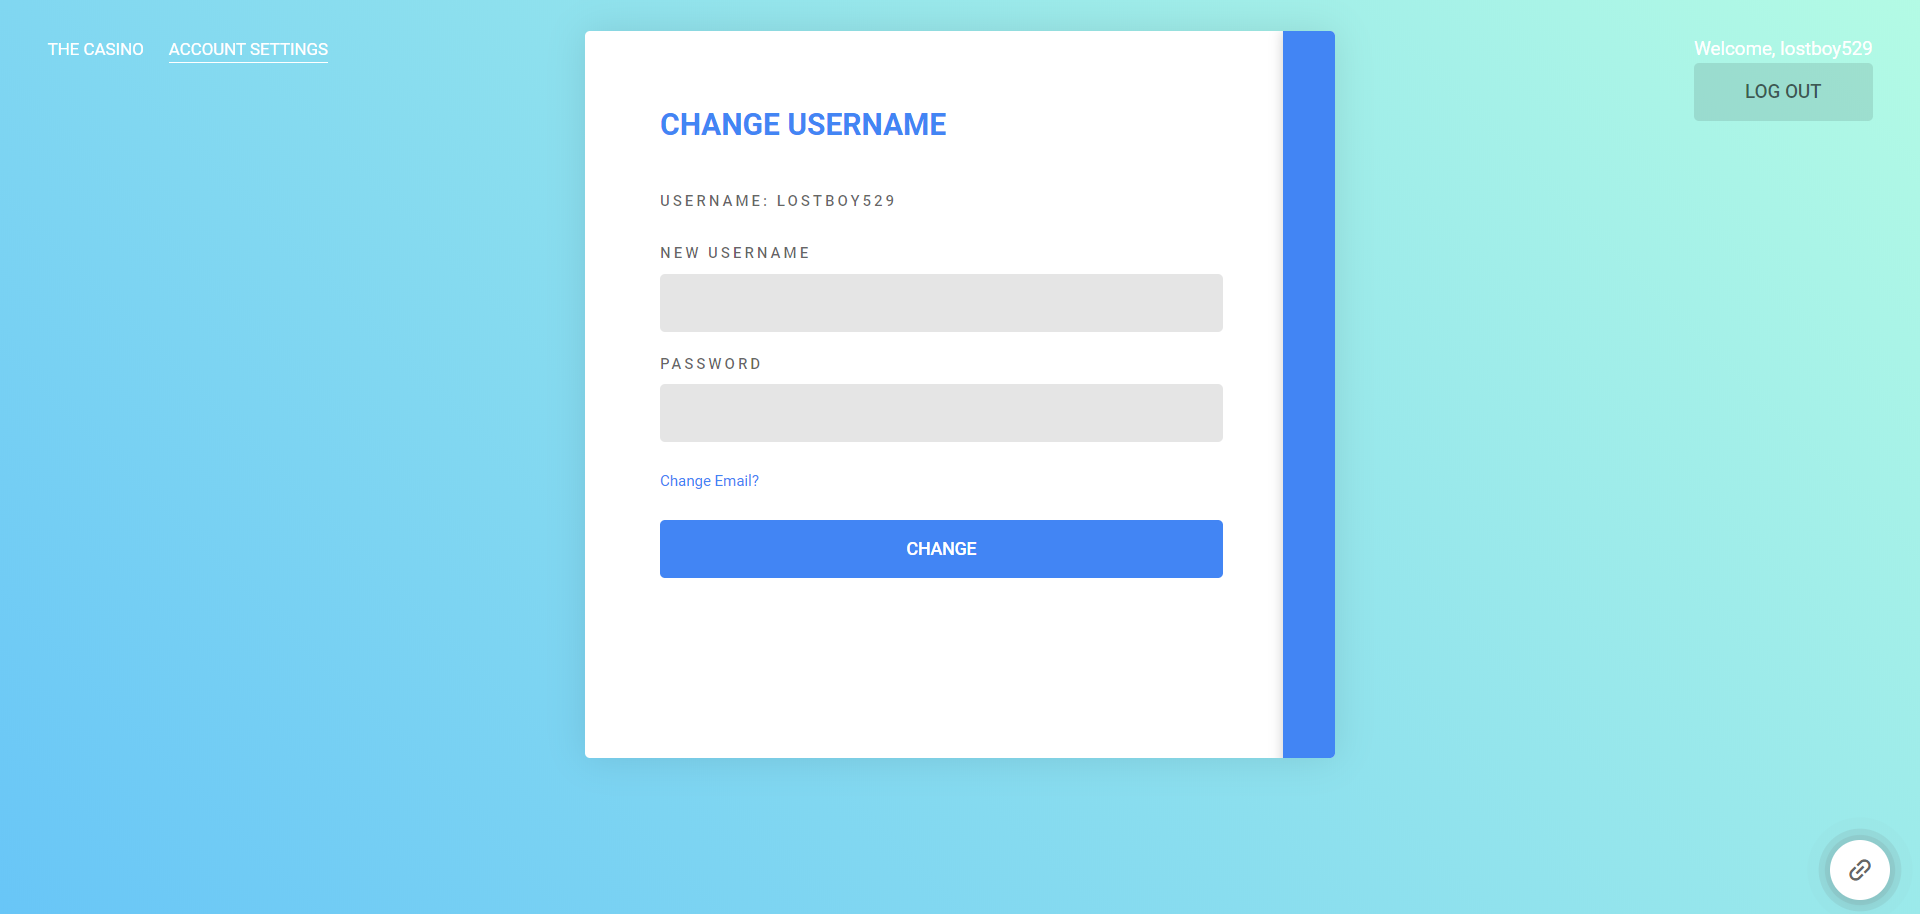 THE CASINO ACCOUNT SETTINGS
Welcome, lostboy529
LOG OUT
CHANGE USERNAME
USERNAME: LOSTBOY529
NEW USERNAME
PASSWORD
Change Email?
CHANGE